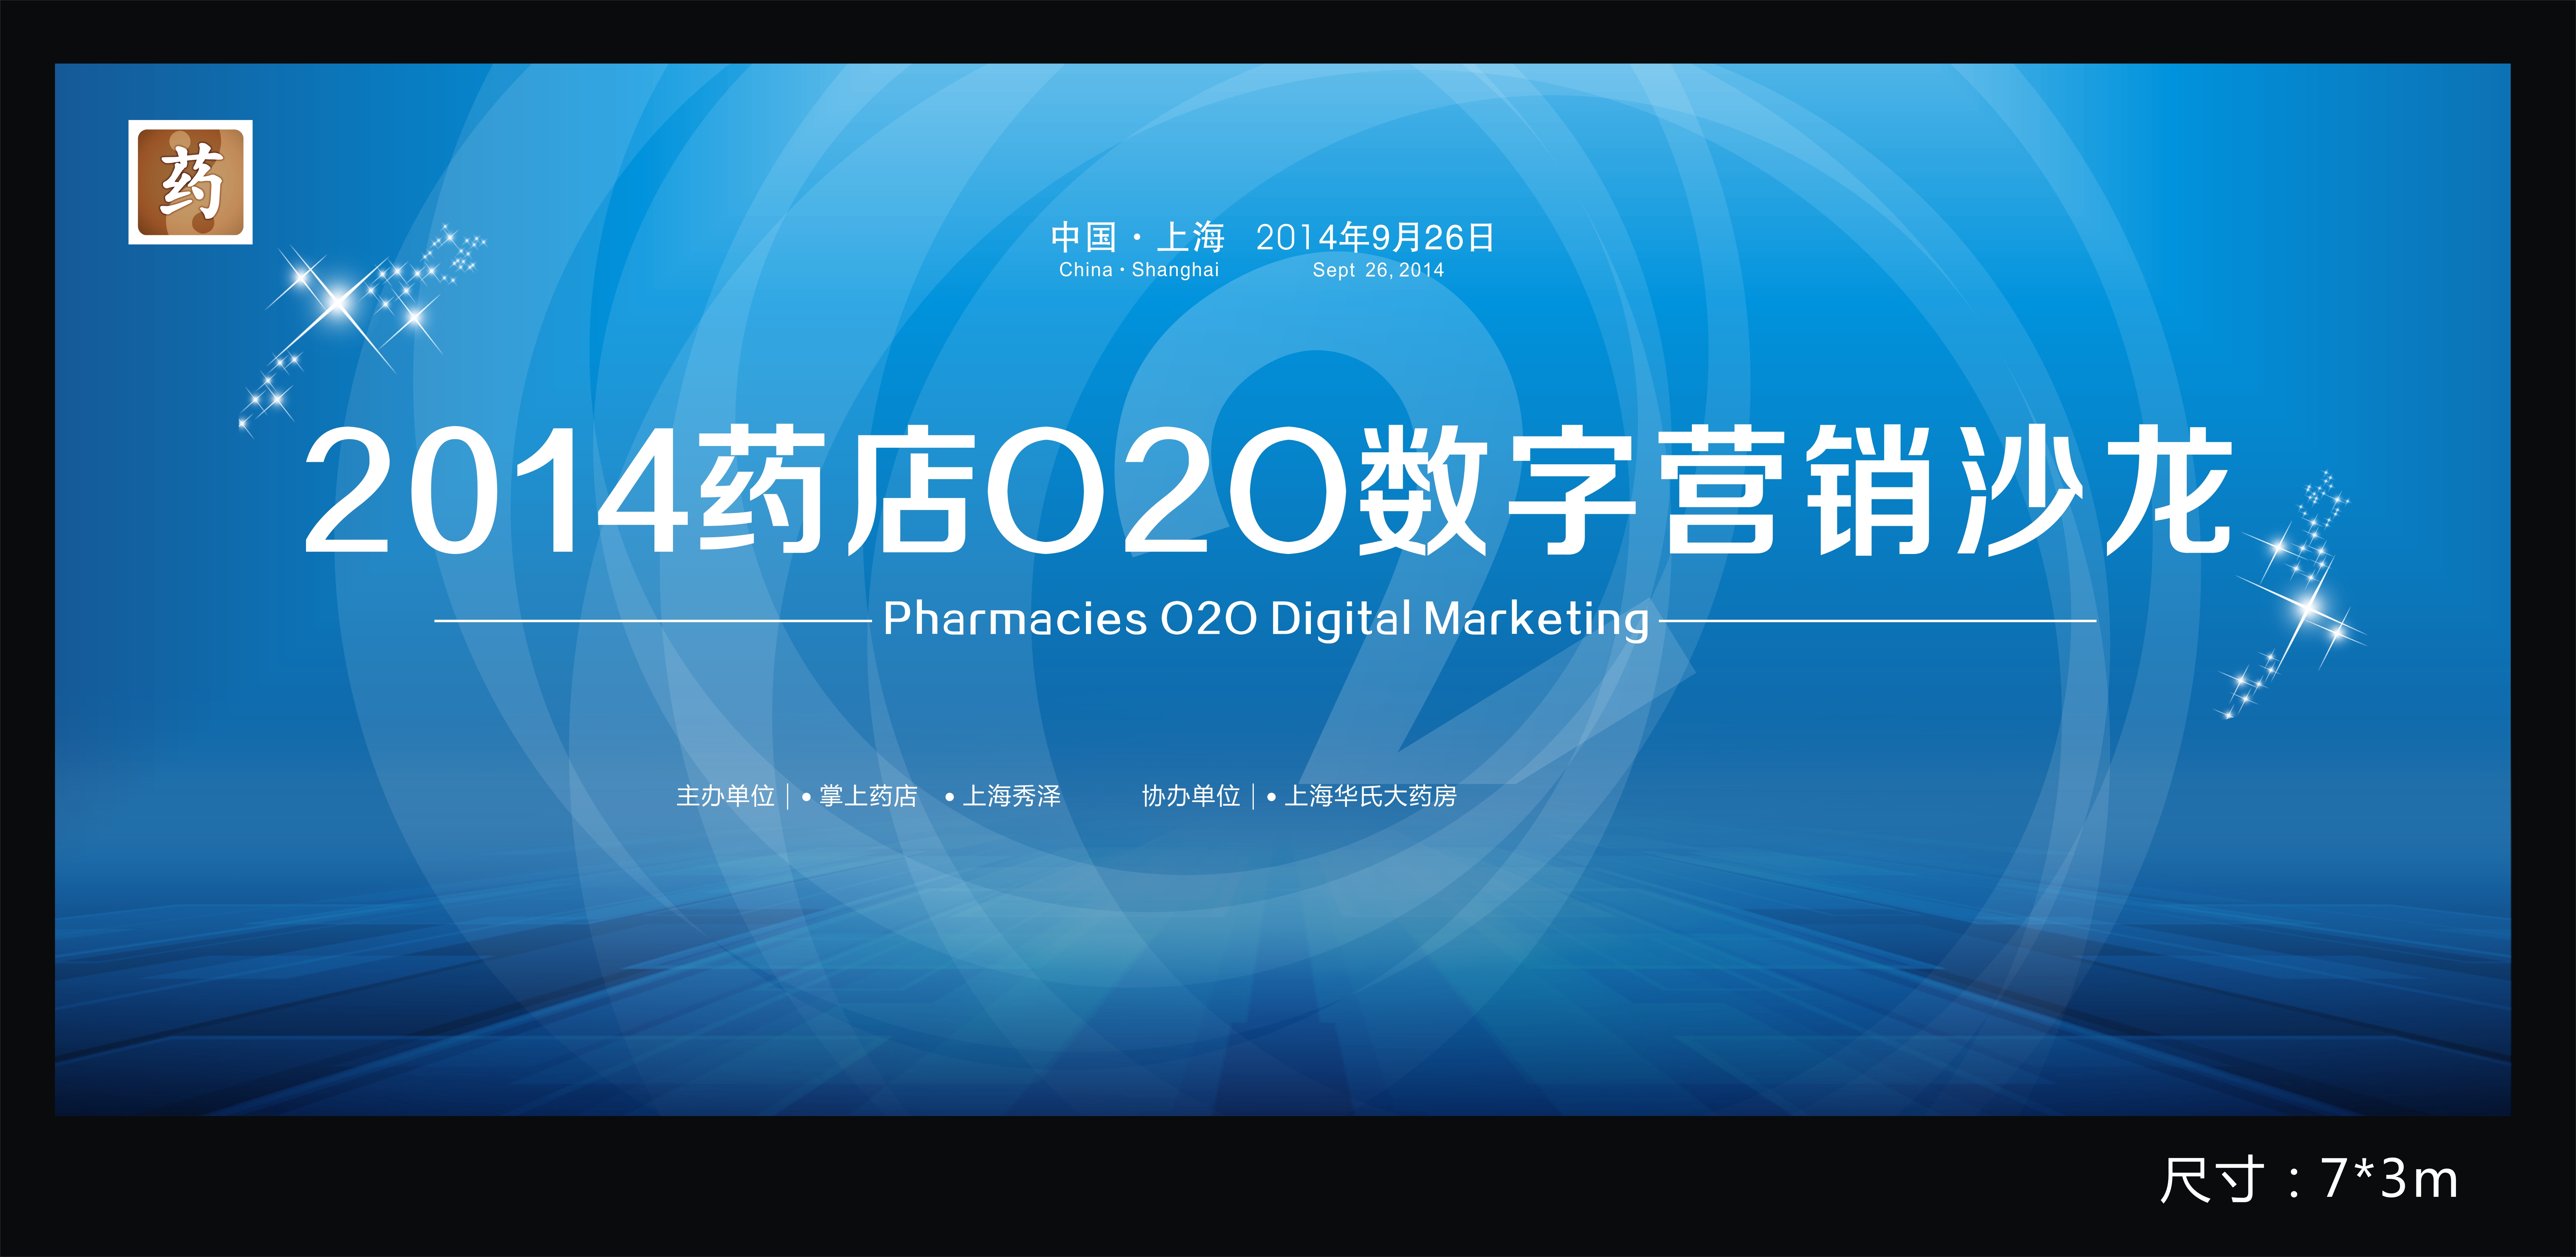 药
中国·上海 2014年9月26日
China·Shanghai Sept 26, 2014
2014药店O2O数字营销沙龙
Pharmacies O2O Digital Marketing
主办单位|●掌上药店 ●上海秀泽 协办单位|●上海华氏大药房
尺寸:7*3m